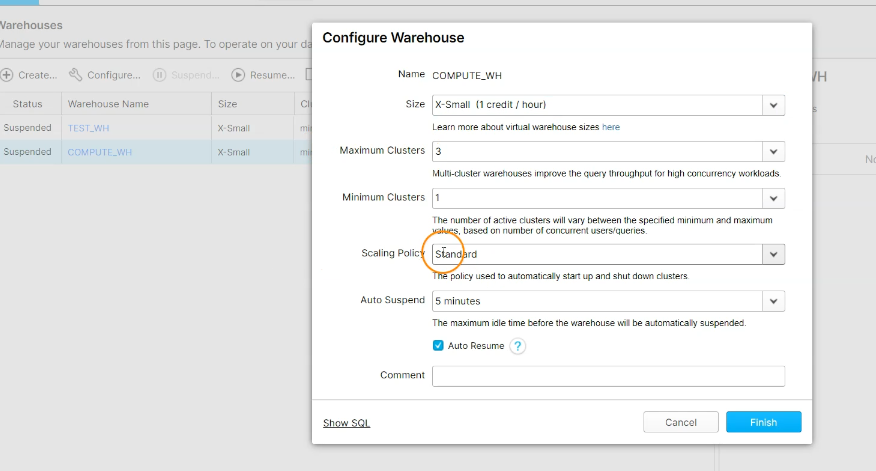 Warehouses
Manage your warehouses from this page. To operate on your da
Create... Configure... Suspend... Resume...
Status Warehouse Name Size Clu
Suspended TEST_WH X-Small min
Suspended COMPUTE_WH X-Small min
Configure Warehouse
Name COMPUTE_WH
Size X-Small (1 credit / hour)
Learn more about virtual warehouse sizes here
Maximum Clusters 3
Multi-cluster warehouses improve the query throughput for high concurrency workloads.
Minimum Clusters 1
The number of active clusters will vary between the specified minimum and maximum
values, based on number of concurrent users/queries.
Scaling Policy Standard
The policy used to automatically start up and shut down clusters.
Auto Suspend 5 minutes
The maximum idle time before the warehouse will be automatically suspended.
Auto Resume ?
Comment
Show SQL Cancel Finish
WH
s
No